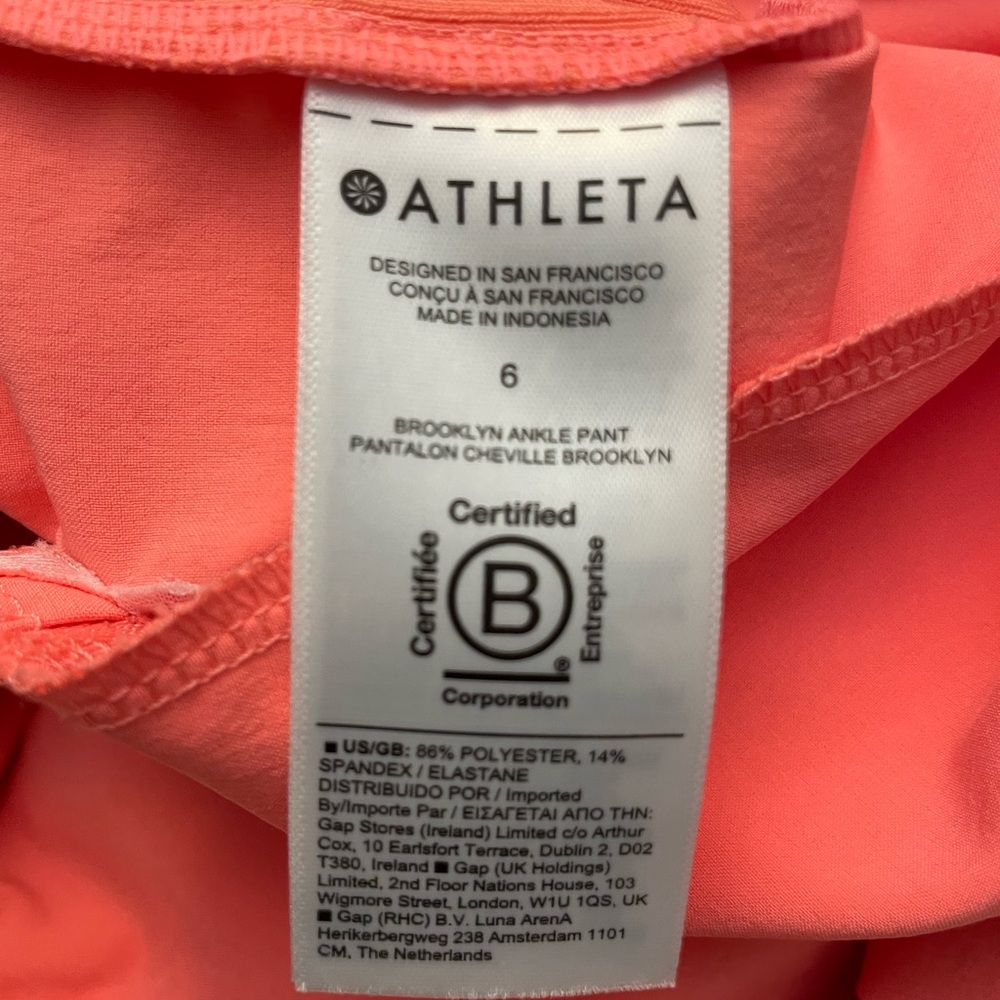 ATHLETA
DESIGNED IN SAN FRANCISCO
CONÇU À SAN FRANCISCO
MADE IN INDONESIA
6
BROOKLYN ANKLE PANT
PANTALON CHEVILLE BROOKLYN
Certified
Certifiée
B
Entreprise
®
Corporation
■ US/GB: 86% POLYESTER, 14%
SPANDEX / ELASTANE
DISTRIBUIDO POR / Imported
By/Importe Par / ΕΙΣΑΓΕΤΑΙ ΑΠΟ ΤΗΝ:
Gap Stores (Ireland) Limited c/o Arthur
Cox, 10 Earlsfort Terrace, Dublin 2, D02
T380, Ireland ■ Gap (UK Holdings)
Limited, 2nd Floor Nations House, 103
Wigmore Street, London, W1U 1QS, UK
■ Gap (RHC) B.V. Luna ArenA
Herikerbergweg 238 Amsterdam 1101
CM, The Netherlands